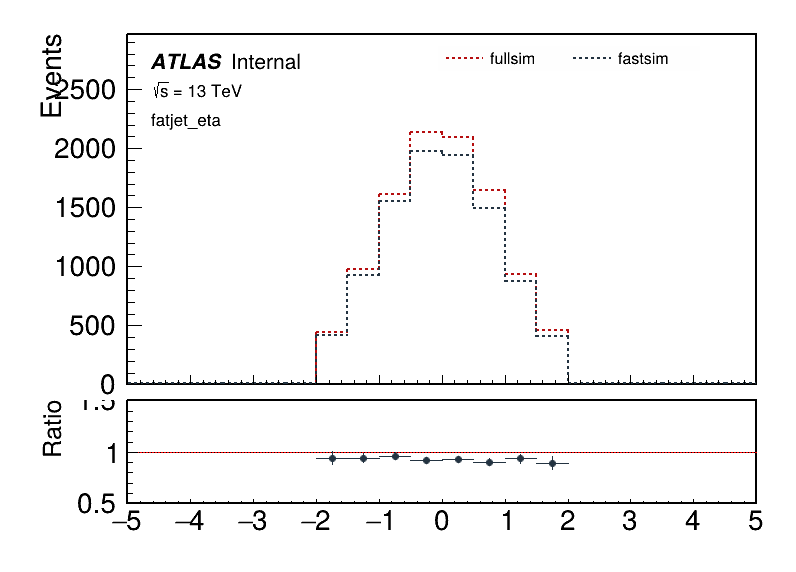 Events
ATLAS Internal
√s = 13 TeV
fatjet_eta
fullsim
fastsim
2500
2000
1500
1000
500
0
Ratio
1.5
1
0.5
−5 −4 −3 −2 −1 0 1 2 3 4 5